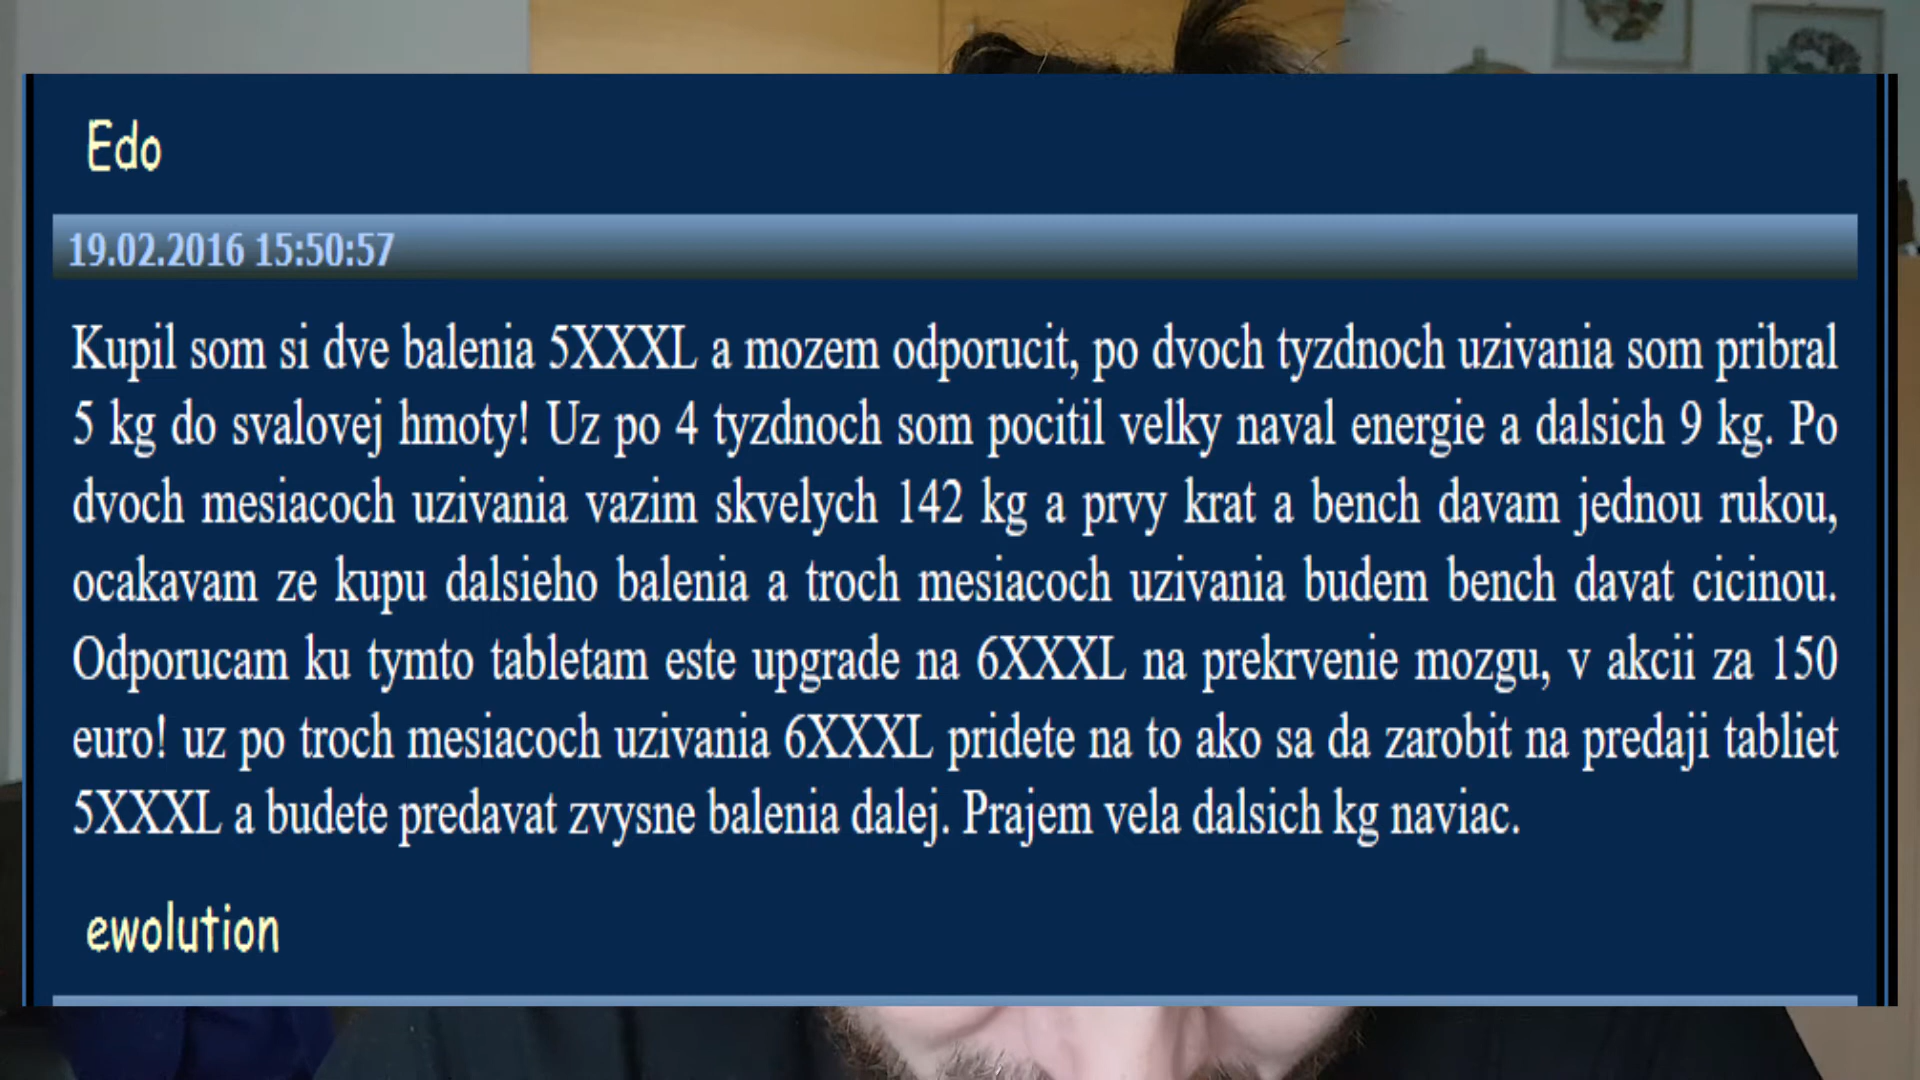 Edo
19.02.2016 15:50:57
Kupil som si dve balenia 5XXXL a mozem odporucit, po dvoch tyzdnoch uzivania som pribral
5 kg do svalovej hmoty! Uz po 4 tyzdnoch som pocitil velky naval energie a dalsich 9 kg. Po
dvoch mesiacoch uzivania vazim skvelych 142 kg a prvy krat a bench davam jednou rukou,
ocakavam ze kupu dalsieho balenia a troch mesiacoch uzivania budem bench davat cicinou.
Odporucam ku tymto tabletam este upgrade na 6XXXL na prekrvenie mozgu, v akcii za 150
euro! uz po troch mesiacoch uzivania 6XXXL pridete na to ako sa da zarobit na predaji tabliet
5XXXL a budete predavat zvysne balenia dalej. Prajem vela dalsich kg naviac.
ewolution